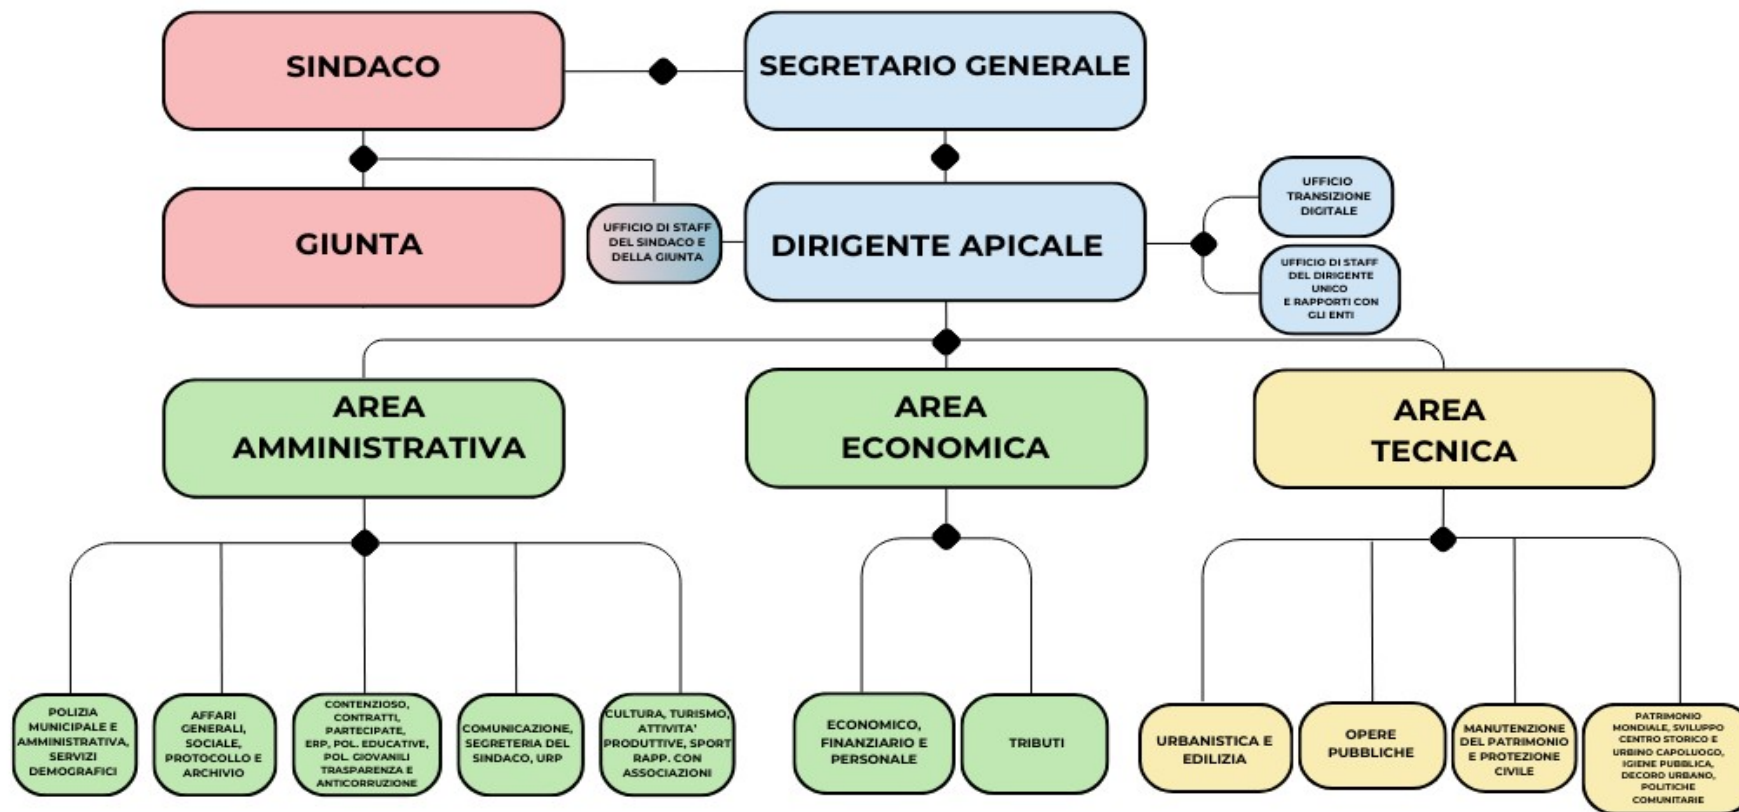 SINDACO
SEGRETARIO GENERALE
GIUNTA
UFFICIO DI STAFF
DEL SINDACO E
DELLA GIUNTA
DIRIGENTE APICALE
UFFICIO
TRANSIZIONE
DIGITALE
UFFICIO DI STAFF
DEL DIRIGENTE
UNICO
E RAPPORTI CON
GLI ENTI
AREA
AMMINISTRATIVA
AREA
ECONOMICA
AREA
TECNICA
POLIZIA
MUNICIPALE E
AMMINISTRATIVA,
SERVIZI
DEMOGRAFICI
AFFARI
GENERALI,
SOCIALE,
PROTOCOLLO E
ARCHIVIO
CONTENZIOSO,
CONTRATTI,
PARTECIPATE,
ERP, POL. EDUCATIVE,
POL. GIOVANILI
TRASPARENZA E
ANTICORRUZIONE
COMUNICAZIONE,
SEGRETERIA DEL
SINDACO, URP
CULTURA, TURISMO,
ATTIVITA'
PRODUTTIVE, SPORT
RAPP. CON
ASSOCIAZIONI
ECONOMICO,
FINANZIARIO E
PERSONALE
TRIBUTI
URBANISTICA E
EDILIZIA
OPERE
PUBBLICHE
MANUTENZIONE
DEL PATRIMONIO
E PROTEZIONE
CIVILE
PATRIMONIO
MONDIALE, SVILUPPO
CENTRO STORICO E
URBINO CAPOLUOGO,
IGIENE PUBBLICA,
DECORO URBANO,
POLITICHE
COMUNITARIE